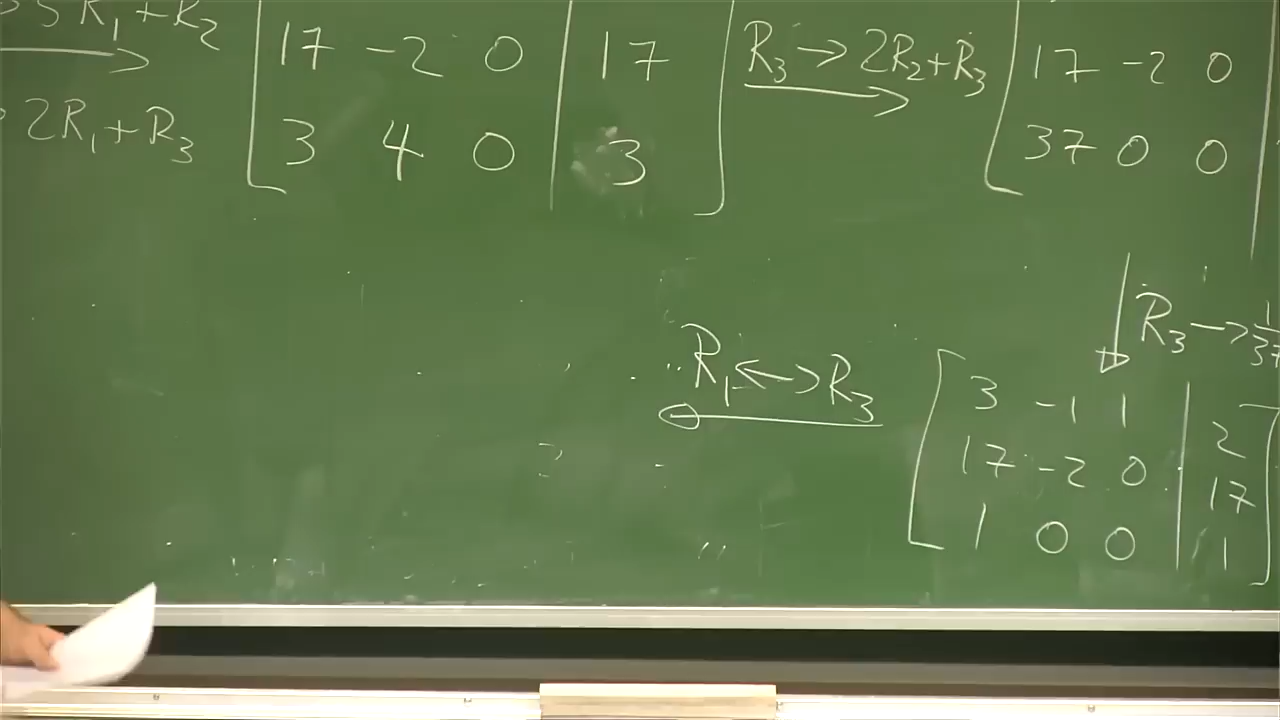 5R₁+R₂
2R₁+R₃
17 -2 0 | 17
3 4 0 | 3
R₃→2R₂+R₃
17 -2 0
37 0 0
R₃→1/37
R₁↔R₃
3 -1 1 | 2
17 -2 0 | 17
1 0 0 | 1